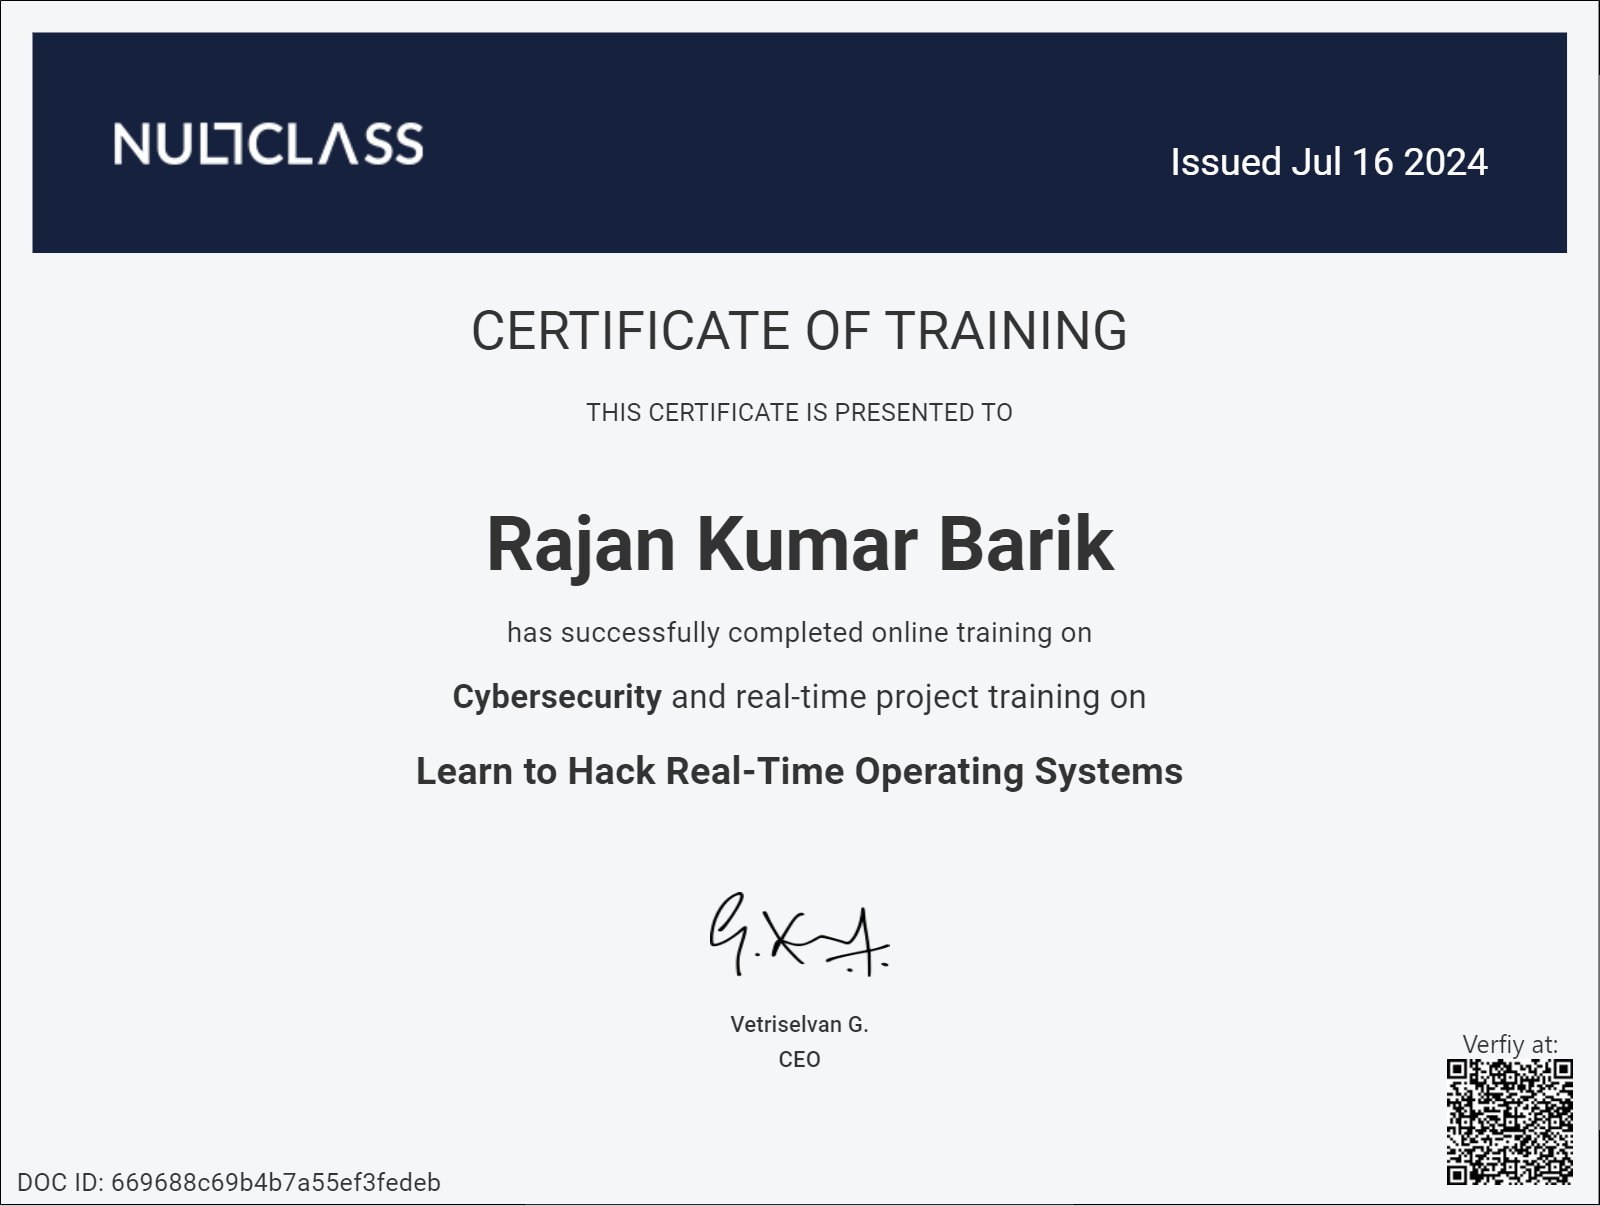 NULLCLASS
Issued Jul 16 2024
CERTIFICATE OF TRAINING
THIS CERTIFICATE IS PRESENTED TO
Rajan Kumar Barik
has successfully completed online training on
Cybersecurity and real-time project training on
Learn to Hack Real-Time Operating Systems
Vetriselvan G.
CEO
Verfiy at:
DOC ID: 669688c69b4b7a55ef3fedeb